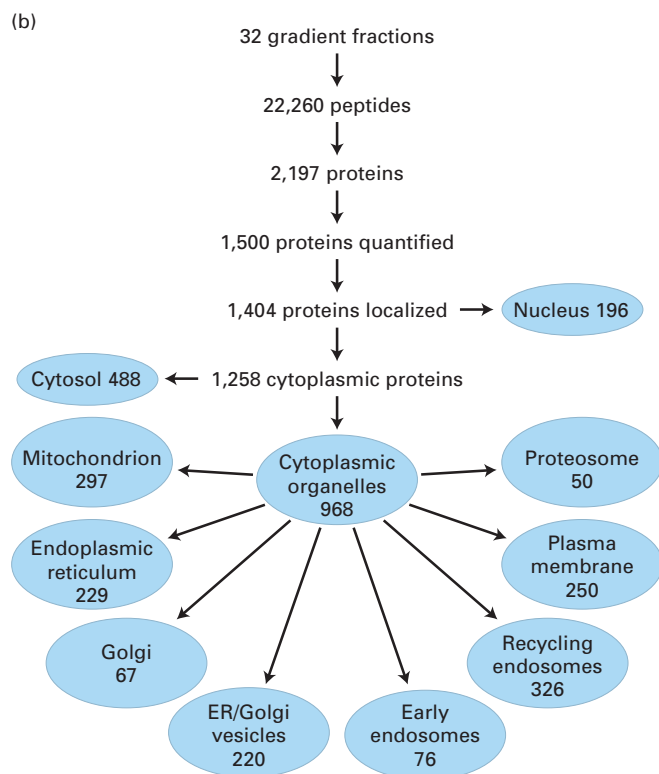 (b)
32 gradient fractions
22,260 peptides
2,197 proteins
1,500 proteins quantified
1,404 proteins localized
Nucleus 196
Cytosol 488
1,258 cytoplasmic proteins
Mitochondrion
297
Cytoplasmic
organelles
968
Proteosome
50
Endoplasmic
reticulum
229
Plasma
membrane
250
Golgi
67
Recycling
endosomes
326
ER/Golgi
vesicles
220
Early
endosomes
76